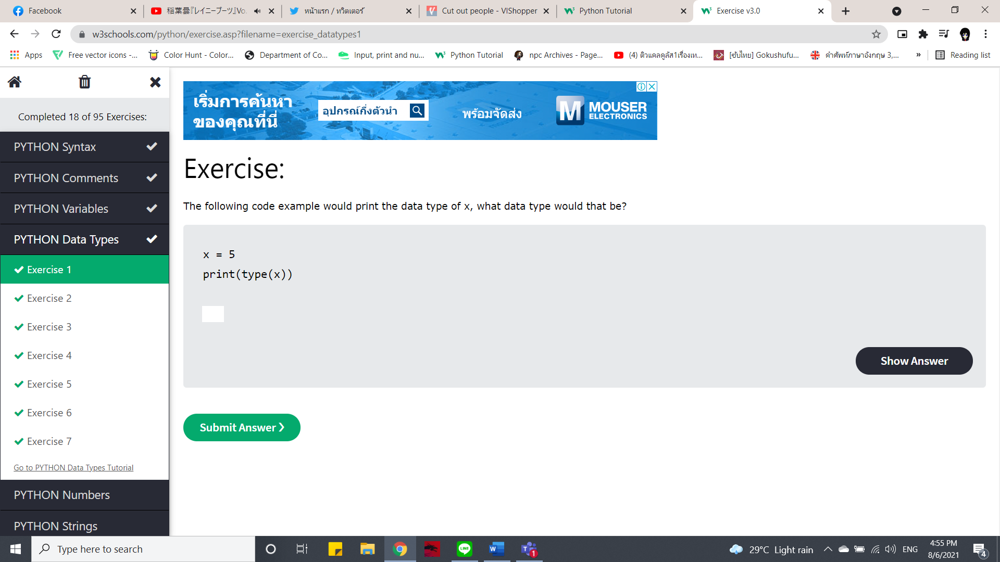 Facebook
稲葉曇『レイニーブーツ』Vo.
หน้าแรก / ทวิตเตอร์
Cut out people - VIShopper
Python Tutorial
Exercise v3.0
w3schools.com/python/exercise.asp?filename=exercise_datatypes1
Apps
Free vector icons -...
Color Hunt - Color...
Department of Co...
Input, print and nu...
Python Tutorial
npc Archives - Page...
(4) ติวแคลคูลัส1เรื่องเท...
[ซับไทย] Gokushufu...
คำศัพท์ภาษาอังกฤษ 3,...
»
Reading list
Completed 18 of 95 Exercises:
PYTHON Syntax
PYTHON Comments
PYTHON Variables
PYTHON Data Types
Exercise 1
Exercise 2
Exercise 3
Exercise 4
Exercise 5
Exercise 6
Exercise 7
Go to PYTHON Data Types Tutorial
PYTHON Numbers
PYTHON Strings
เริ่มการค้นหา
ของคุณที่นี่
อุปกรณ์กึ่งตัวนำ
พร้อมจัดส่ง
M MOUSER
ELECTRONICS
Exercise:
The following code example would print the data type of x, what data type would that be?
x = 5
print(type(x))
Show Answer
Submit Answer ❯
Type here to search
LINE
W
T
1
29°C Light rain
ENG
4:55 PM
8/6/2021
4